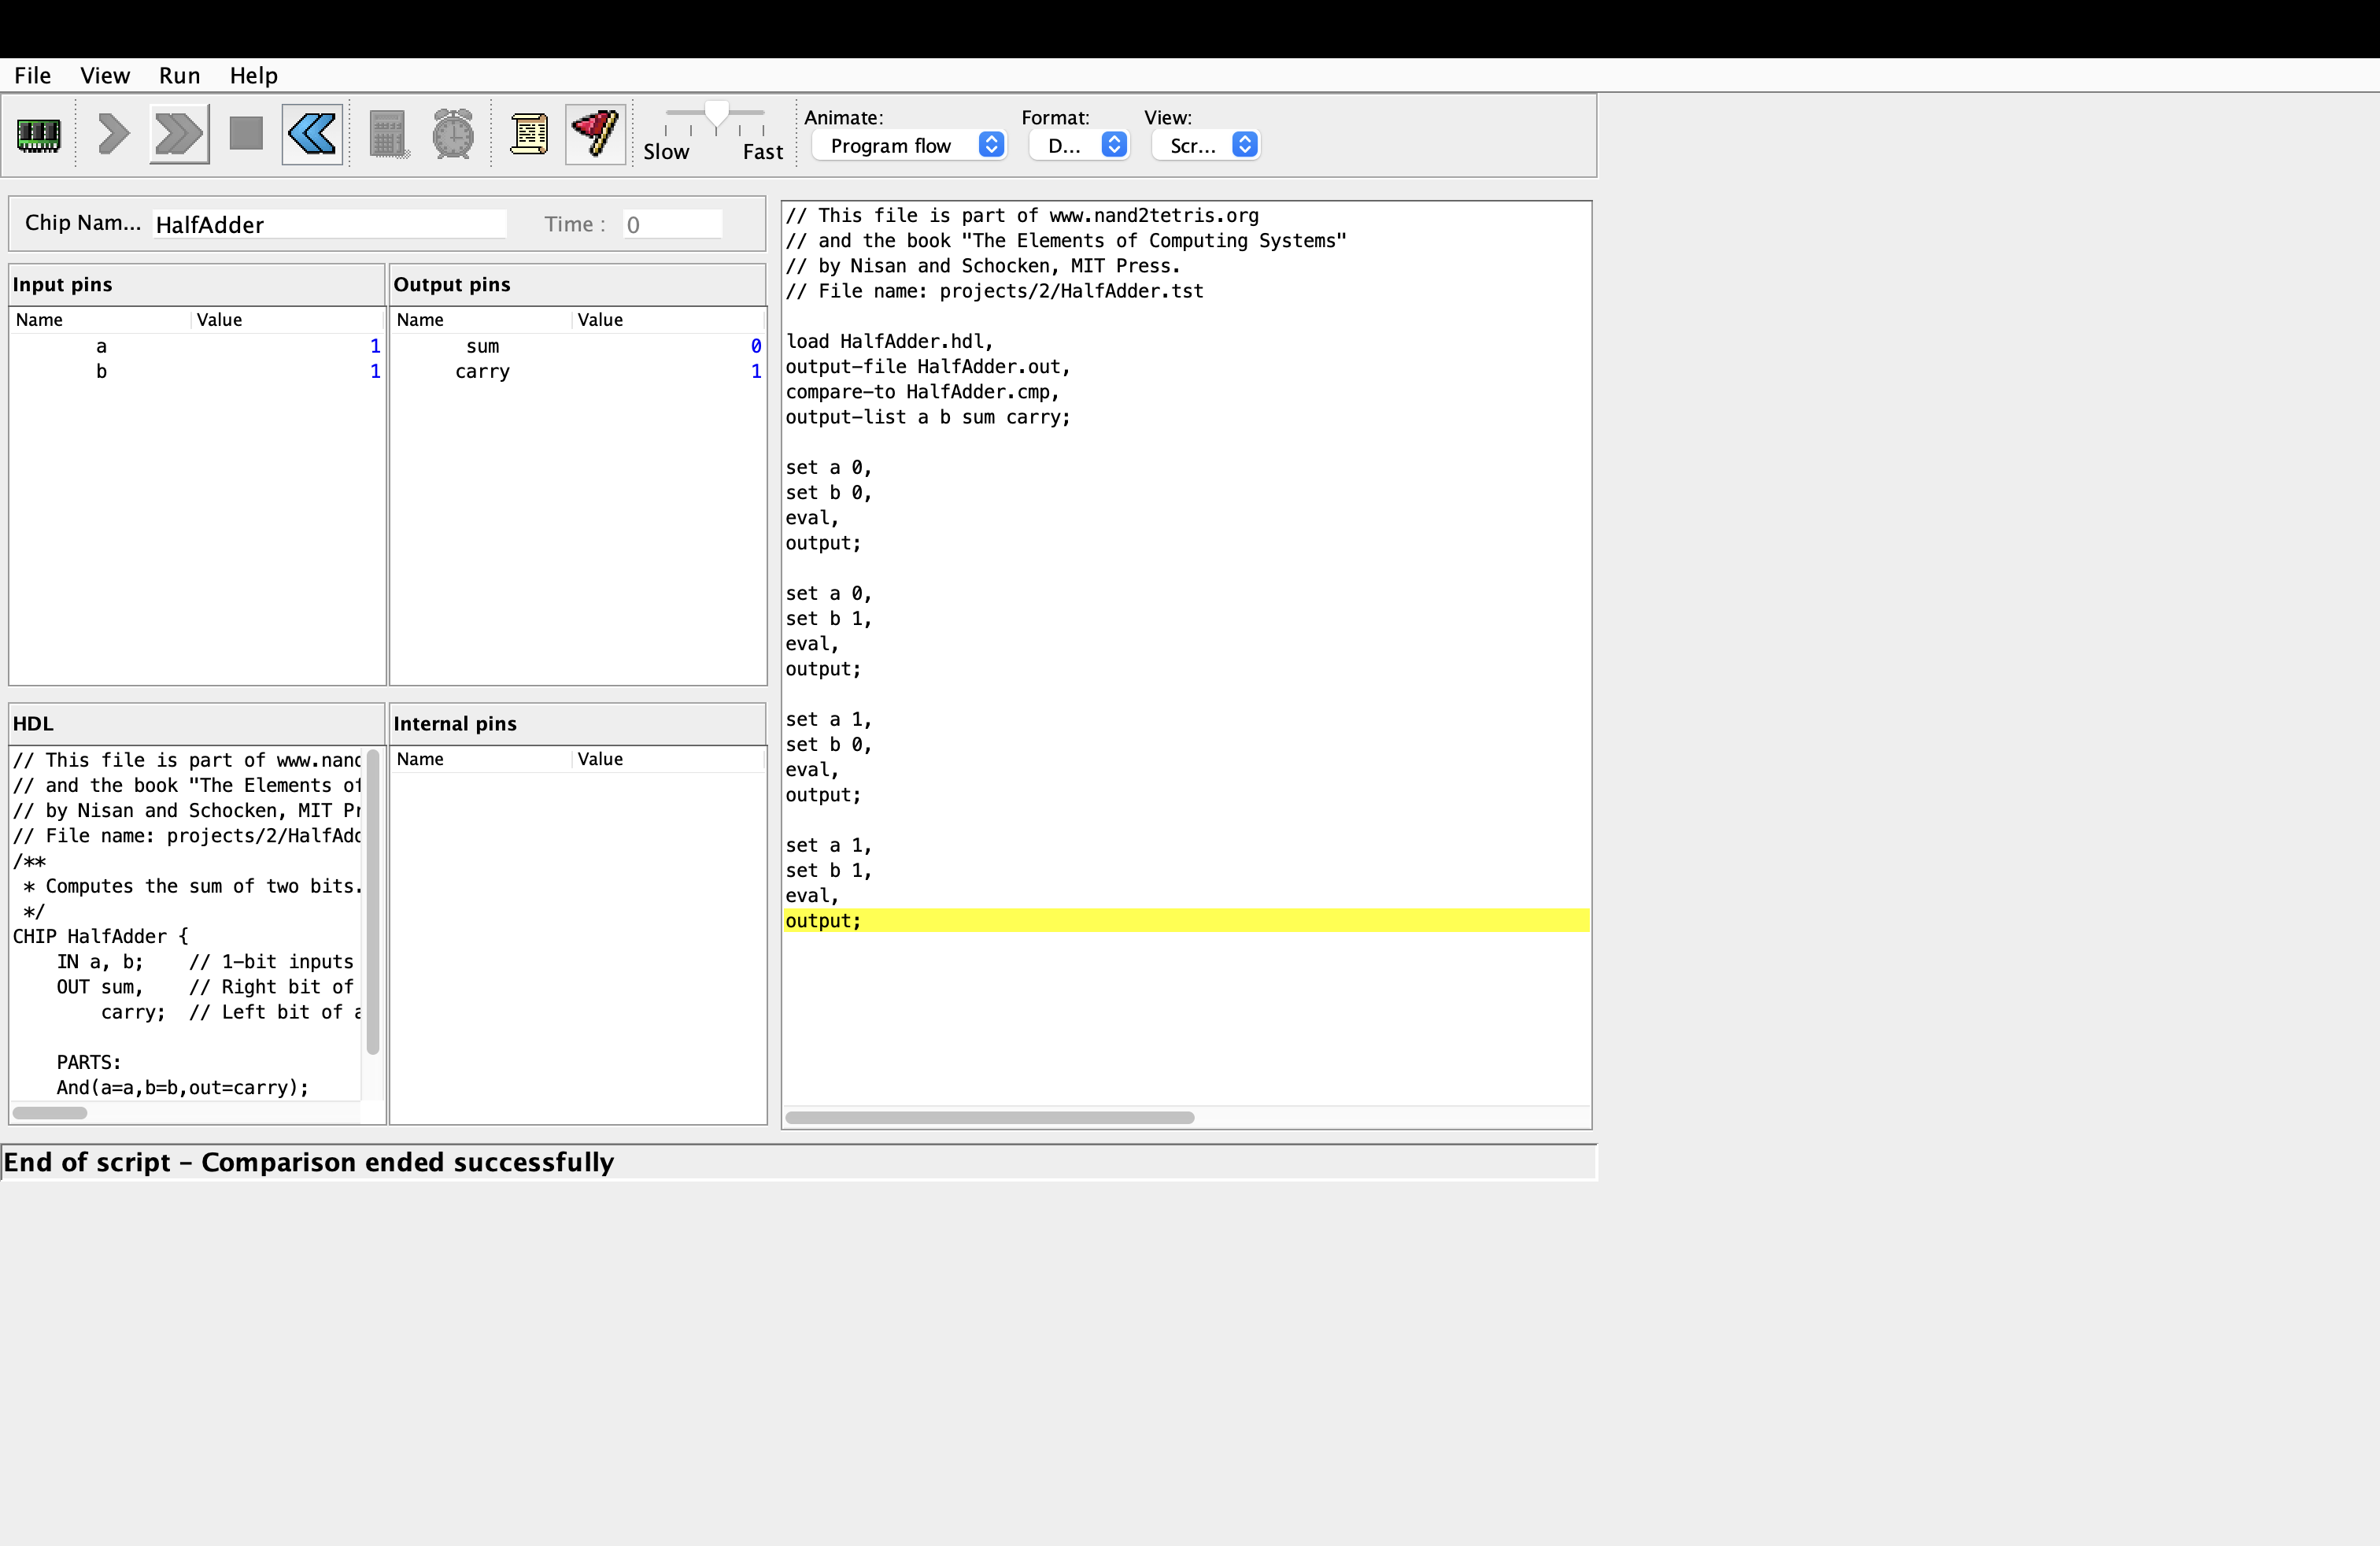 File View Run Help
Slow Fast
Animate: Format: View:
Program flow D... Scr...
Chip Nam... HalfAdder Time : 0
Input pins
Name Value
a 1
b 1
Output pins
Name Value
sum 0
carry 1
HDL
// This file is part of www.nand
// and the book "The Elements of
// by Nisan and Schocken, MIT Pr
// File name: projects/2/HalfAdd
/**
* Computes the sum of two bits.
*/
CHIP HalfAdder {
IN a, b; // 1-bit inputs
OUT sum, // Right bit of
carry; // Left bit of a
PARTS:
And(a=a,b=b,out=carry);
Internal pins
Name Value
// This file is part of www.nand2tetris.org
// and the book "The Elements of Computing Systems"
// by Nisan and Schocken, MIT Press.
// File name: projects/2/HalfAdder.tst
load HalfAdder.hdl,
output-file HalfAdder.out,
compare-to HalfAdder.cmp,
output-list a b sum carry;
set a 0,
set b 0,
eval,
output;
set a 0,
set b 1,
eval,
output;
set a 1,
set b 0,
eval,
output;
set a 1,
set b 1,
eval,
output;
End of script - Comparison ended successfully